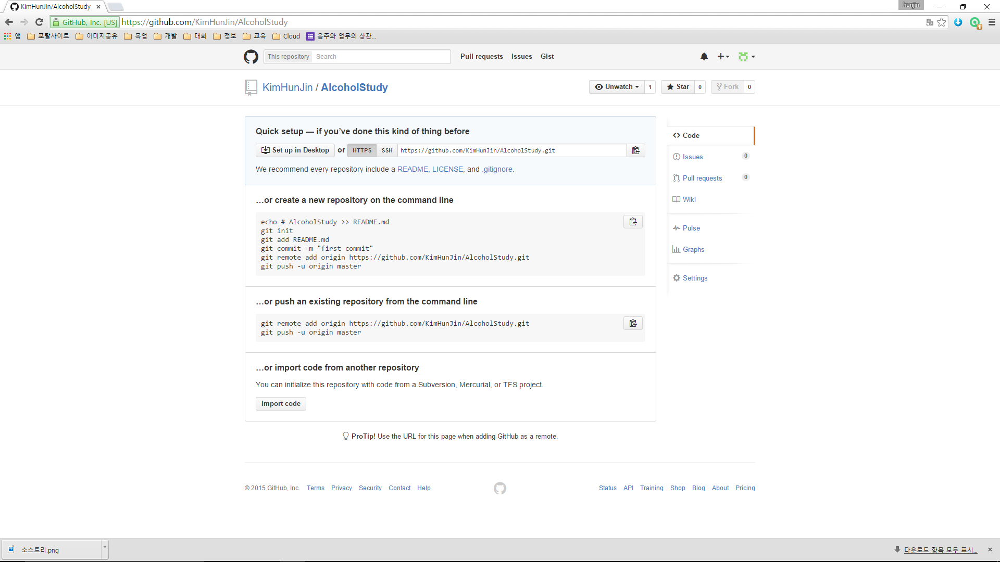 KimHunJin/AlcoholStudy
hunjin
GitHub, Inc. [US] https://github.com/KimHunJin/AlcoholStudy
앱 포탈사이트 이미지공유 목업 개발 대회 정보 교육 Cloud 음주와 업무의 상관...
This repository Search Pull requests Issues Gist
KimHunJin / AlcoholStudy Unwatch 1 Star 0 Fork 0
Quick setup — if you’ve done this kind of thing before
Set up in Desktop or HTTPS SSH https://github.com/KimHunJin/AlcoholStudy.git
We recommend every repository include a README, LICENSE, and .gitignore.
…or create a new repository on the command line
echo # AlcoholStudy >> README.md
git init
git add README.md
git commit -m "first commit"
git remote add origin https://github.com/KimHunJin/AlcoholStudy.git
git push -u origin master
…or push an existing repository from the command line
git remote add origin https://github.com/KimHunJin/AlcoholStudy.git
git push -u origin master
…or import code from another repository
You can initialize this repository with code from a Subversion, Mercurial, or TFS project.
Import code
ProTip! Use the URL for this page when adding GitHub as a remote.
Code
Issues 0
Pull requests 0
Wiki
Pulse
Graphs
Settings
© 2015 GitHub, Inc. Terms Privacy Security Contact Help
Status API Training Shop Blog About Pricing
소스트리.png
다운로드 항목 모두 표시...